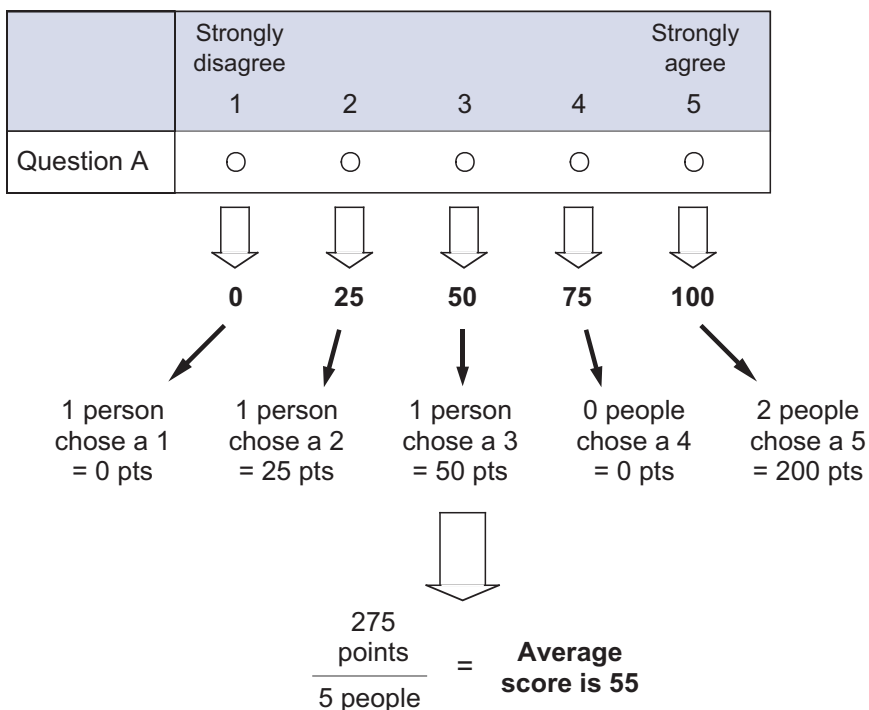 Strongly disagree
Strongly agree
1 2 3 4 5
Question A
0 25 50 75 100
1 person chose a 1 = 0 pts
1 person chose a 2 = 25 pts
1 person chose a 3 = 50 pts
0 people chose a 4 = 0 pts
2 people chose a 5 = 200 pts
275 points
5 people
=
Average score is 55